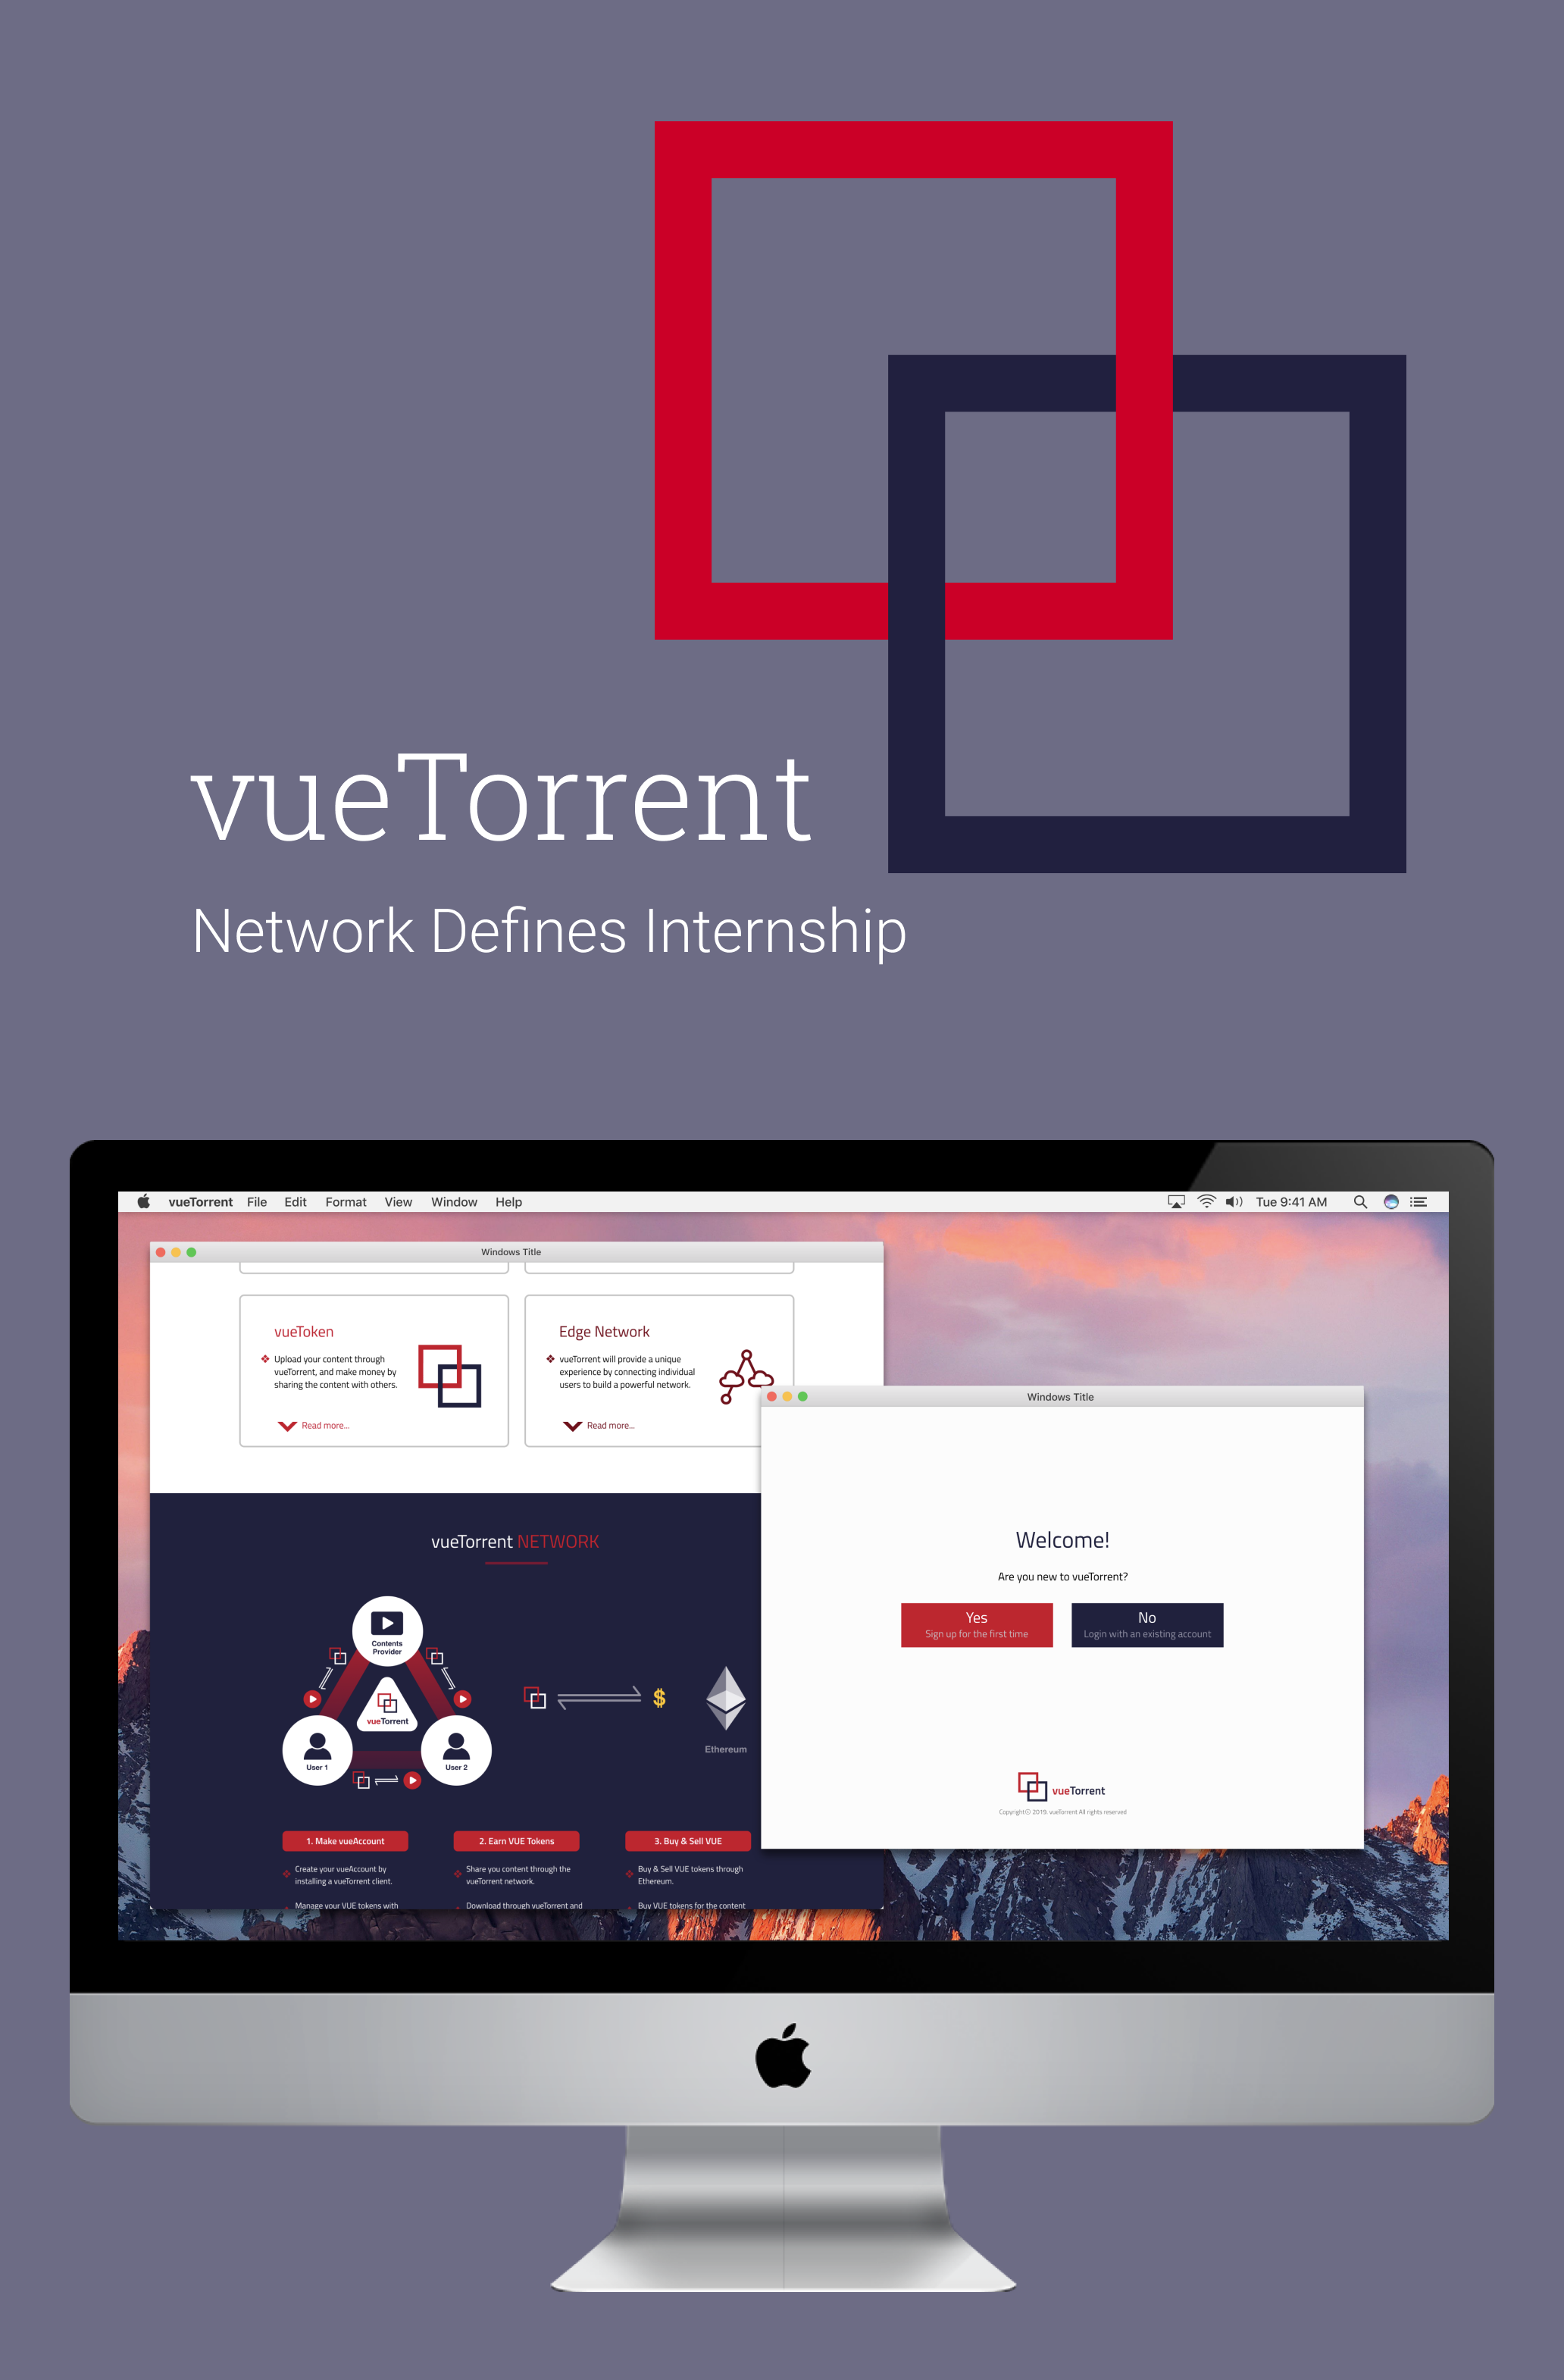 vueTorrent
Network Defines Internship
vueTorrent File Edit Format View Window Help
Tue 9:41 AM
Windows Title
vueToken
Upload your content through
vueTorrent, and make money by
sharing the content with others.
Read more...
Edge Network
vueTorrent will provide a unique
experience by connecting individual
users to build a powerful network.
Read more...
vueTorrent NETWORK
Contents
Provider
vueTorrent
User 1
User 2
$
Ethereum
1. Make vueAccount
Create your vueAccount by
installing a vueTorrent client.
Manage your VUE tokens with
2. Earn VUE Tokens
Share you content through the
vueTorrent network.
Download through vueTorrent and
3. Buy & Sell VUE
Buy & Sell VUE tokens through
Ethereum.
Buy VUE tokens for the content
Windows Title
Welcome!
Are you new to vueTorrent?
Yes
Sign up for the first time
No
Login with an existing account
vueTorrent
Copyright© 2019. vueTorrent All rights reserved